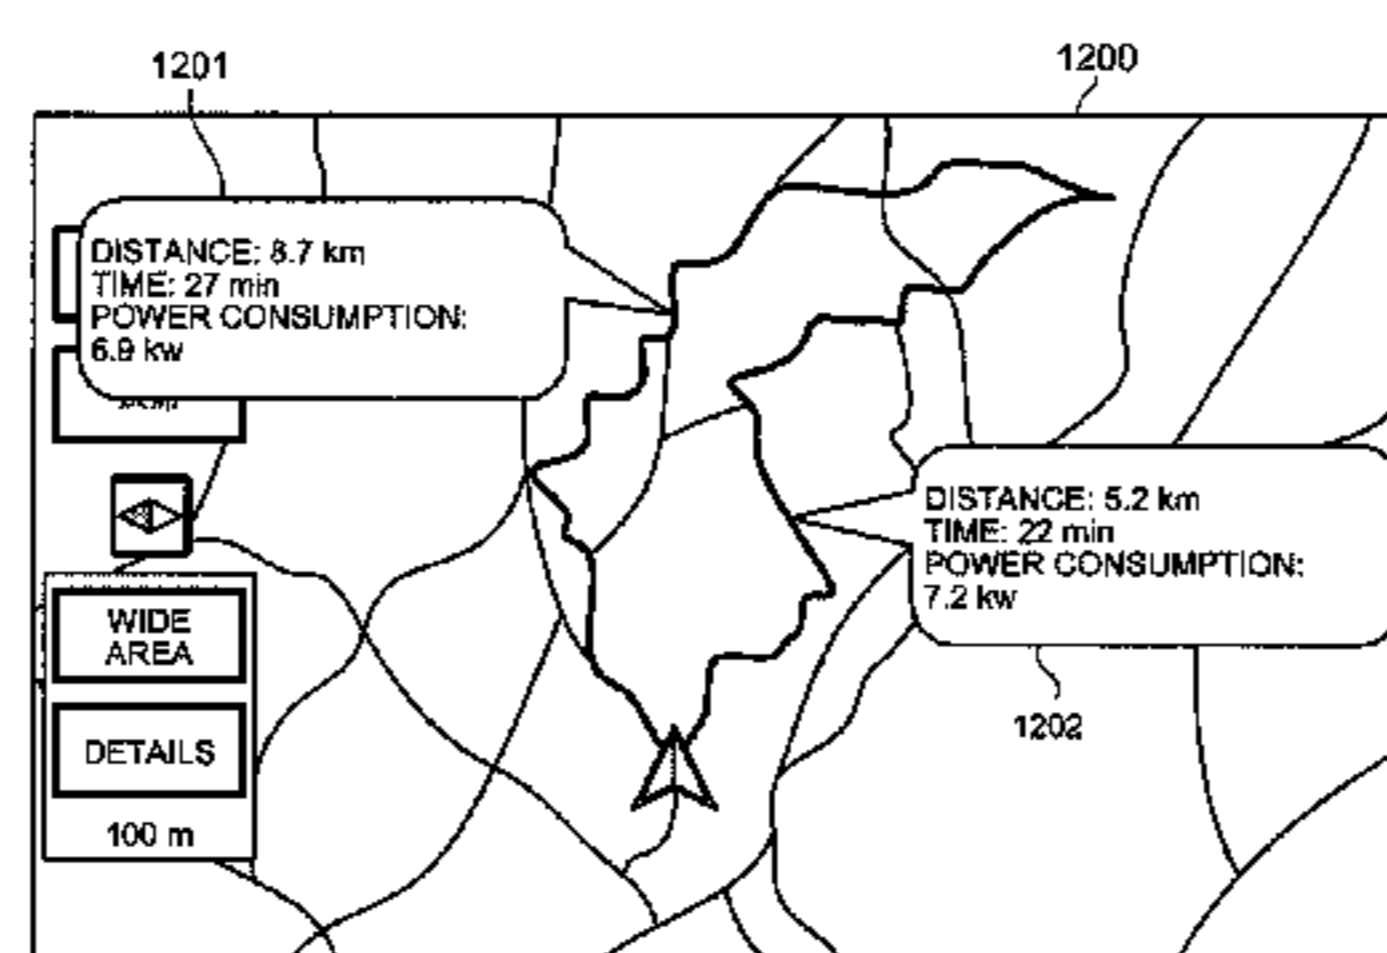 1201
1200
DISTANCE: 8.7 km
TIME: 27 min
POWER CONSUMPTION:
6.9 kw
DISTANCE: 5.2 km
TIME: 22 min
POWER CONSUMPTION:
7.2 kw
WIDE
AREA
1202
DETAILS
100 m